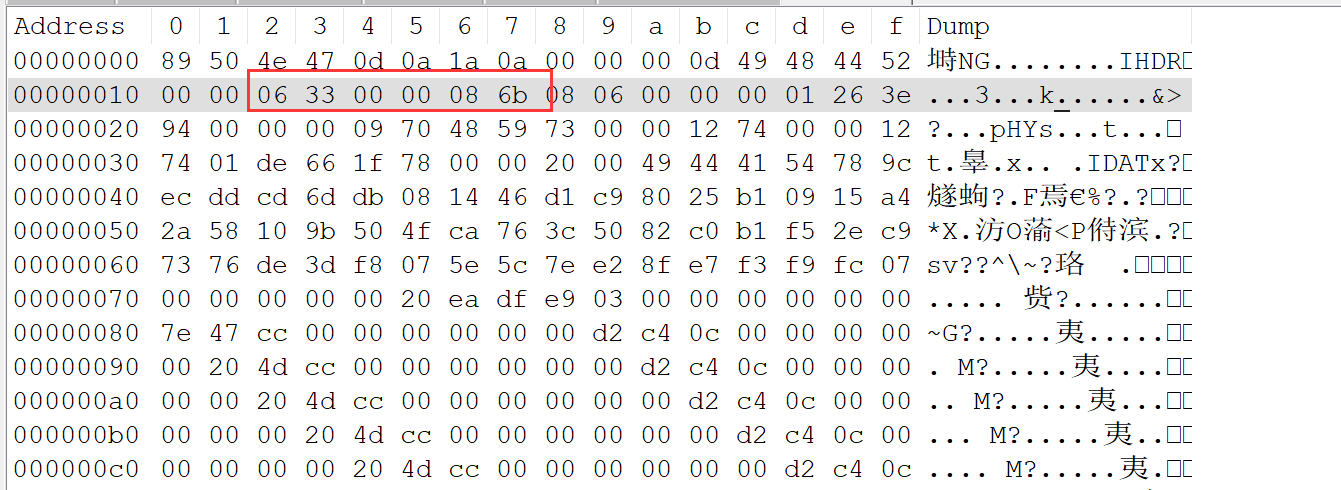 Address 0 1 2 3 4 5 6 7 8 9 a b c d e f Dump
00000000 89 50 4e 47 0d 0a 1a 0a 00 00 00 0d 49 48 44 52 塒NG........IHDR□
00000010 00 00 06 33 00 00 08 6b 08 06 00 00 00 01 26 3e ...3...k......&>
00000020 94 00 00 00 09 70 48 59 73 00 00 12 74 00 00 12 ?...pHYs...t...□
00000030 74 01 de 66 1f 78 00 00 20 00 49 44 41 54 78 9c t.辠.x.. .IDATx?□
00000040 ec dd cd 6d db 08 14 46 d1 c9 80 25 b1 09 15 a4 燧蚼?.F焉€%?.?□□□
00000050 2a 58 10 9b 50 4f ca 76 3c 50 82 c0 b1 f5 2e c9 *X.汸O蕍<P偫滨.?□
00000060 73 76 de 3d f8 07 5e 5c 7e e2 8f e7 f3 f9 fc 07 sv??^\~?珞 .□□□□
00000070 00 00 00 00 00 20 ea df e9 03 00 00 00 00 00 00 ..... 赀?......□□
00000080 7e 47 cc 00 00 00 00 00 00 d2 c4 0c 00 00 00 00 ~G?.....夷.....□□
00000090 00 20 4d cc 00 00 00 00 00 00 d2 c4 0c 00 00 00 . M?.....夷....□□
000000a0 00 00 20 4d cc 00 00 00 00 00 00 d2 c4 0c 00 00 .. M?.....夷...□□
000000b0 00 00 00 20 4d cc 00 00 00 00 00 00 d2 c4 0c 00 ... M?.....夷..□□
000000c0 00 00 00 00 20 4d cc 00 00 00 00 00 00 d2 c4 0c .... M?.....夷.□□